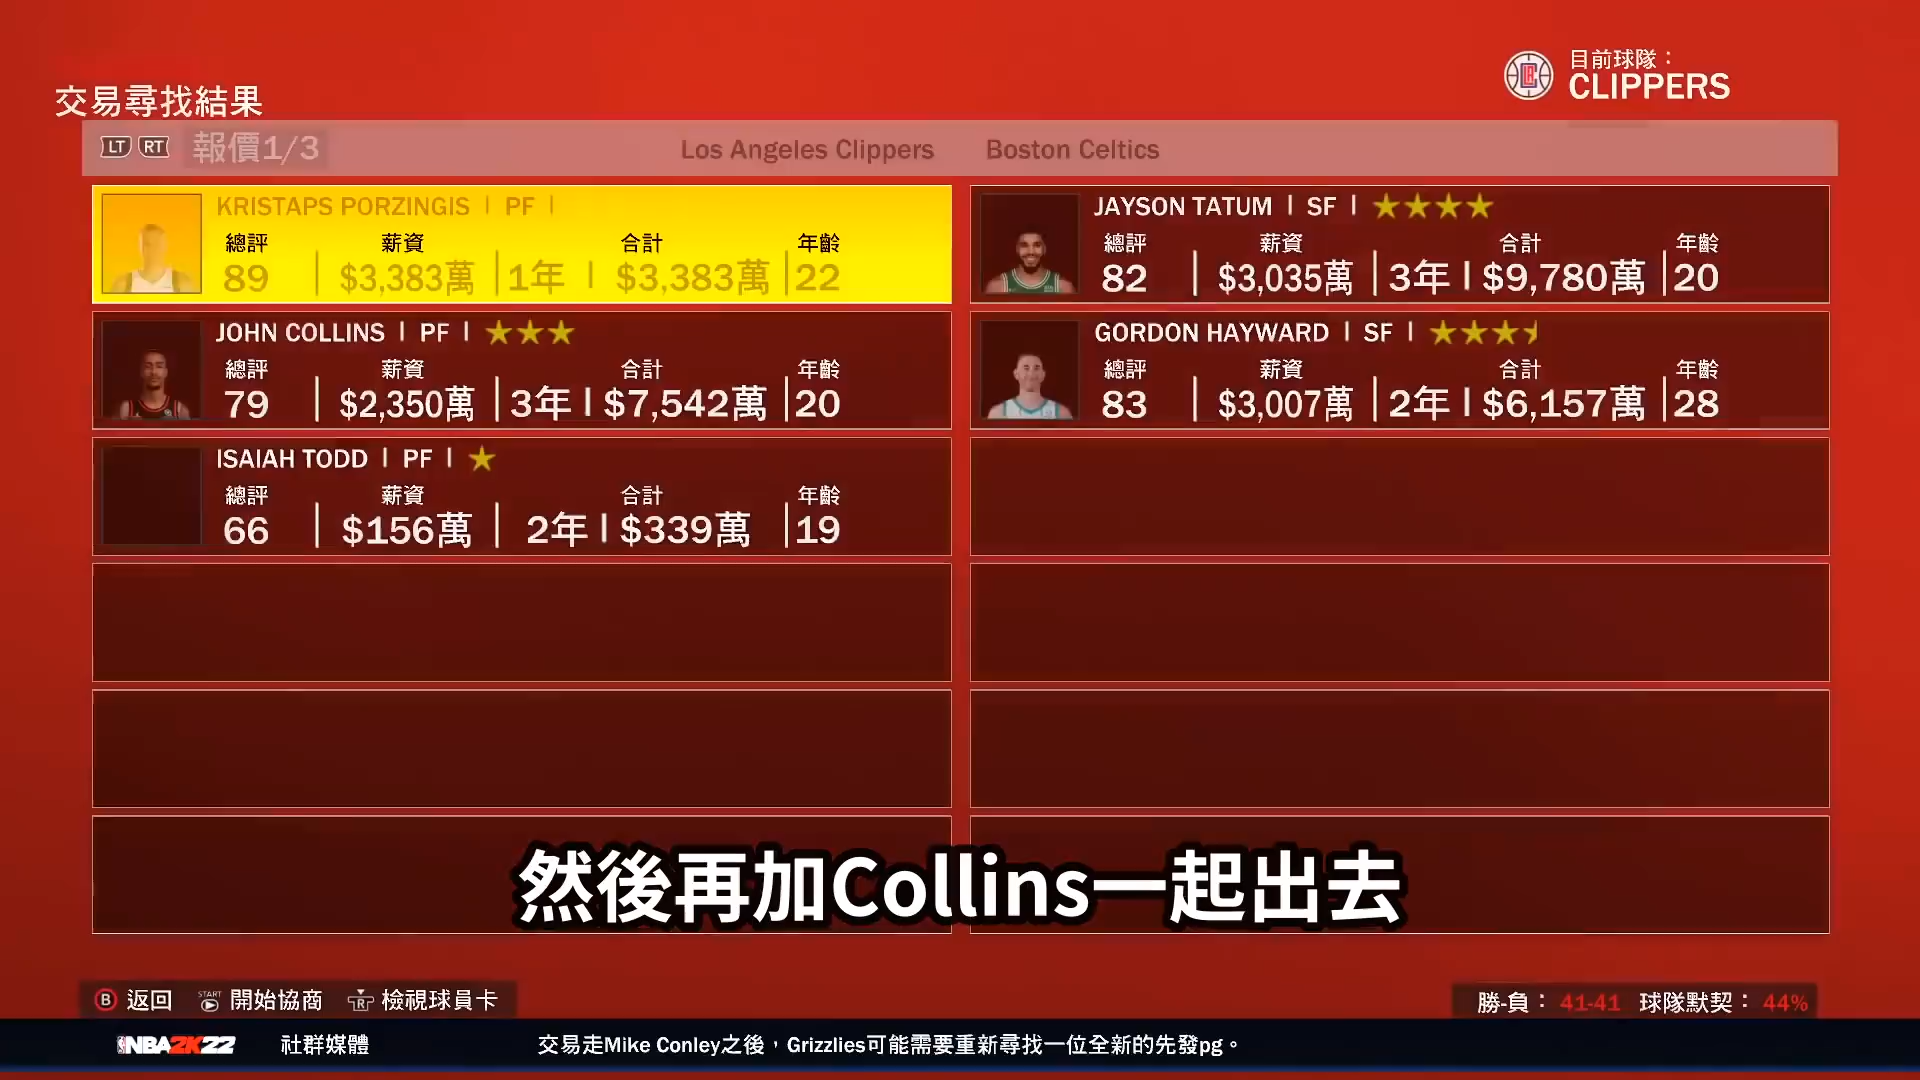 目前球隊：
CLIPPERS
交易尋找結果
LT RT 報價1/3 Los Angeles Clippers Boston Celtics
KRISTAPS PORZINGIS | PF |
總評 薪資 合計 年齡
89 | $3,383萬 | 1年 | $3,383萬 | 22
JAYSON TATUM | SF | ★★★★
總評 薪資 合計 年齡
82 | $3,035萬 | 3年 | $9,780萬 | 20
JOHN COLLINS | PF | ★★★
總評 薪資 合計 年齡
79 | $2,350萬 | 3年 | $7,542萬 | 20
GORDON HAYWARD | SF | ★★★
總評 薪資 合計 年齡
83 | $3,007萬 | 2年 | $6,157萬 | 28
ISAIAH TODD | PF | ★
總評 薪資 合計 年齡
66 | $156萬 | 2年 | $339萬 | 19
然後再加Collins一起出去
B 返回 START 開始協商 R 檢視球員卡
勝-負： 41-41 球隊默契： 44%
NBA2K22 社群媒體 交易走Mike Conley之後，Grizzlies可能需要重新尋找一位全新的先發pg。